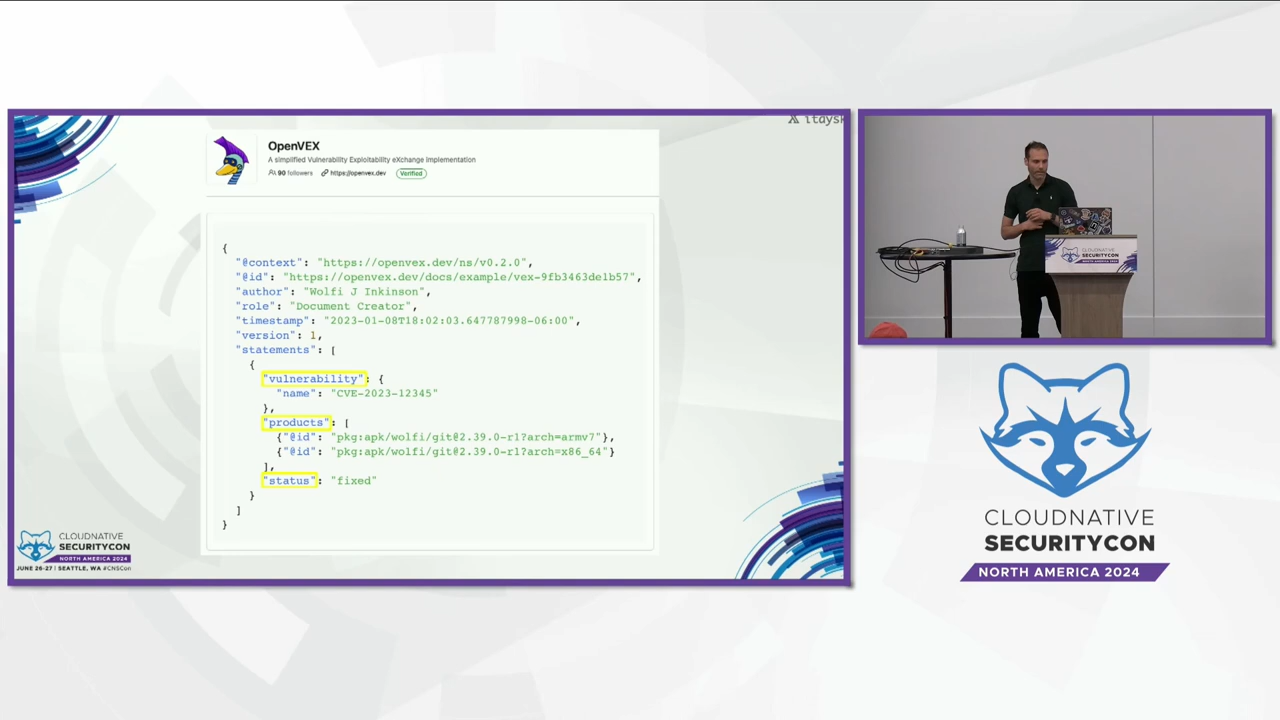 itaysk
OpenVEX
A simplified Vulnerability Exploitability eXchange Implementation
90 followers https://openvex.dev Verified
{
"@context": "https://openvex.dev/ns/v0.2.0",
"@id": "https://openvex.dev/docs/example/vex-9fb3463de1b57",
"author": "Wolfi J Inkinson",
"role": "Document Creator",
"timestamp": "2023-01-08T18:02:03.647787998-06:00",
"version": 1,
"statements": [
{
"vulnerability": {
"name": "CVE-2023-12345"
},
"products": [
{"@id": "pkg:apk/wolfi/git@2.39.0-r1?arch=armv7"},
{"@id": "pkg:apk/wolfi/git@2.39.0-r1?arch=x86_64"}
],
"status": "fixed"
}
]
}
CLOUDNATIVE
SECURITYCON
NORTH AMERICA 2024
JUNE 26-27 | SEATTLE, WA #CNSCon
CLOUDNATIVE
SECURITYCON
CLOUDNATIVE
SECURITYCON
NORTH AMERICA 2024